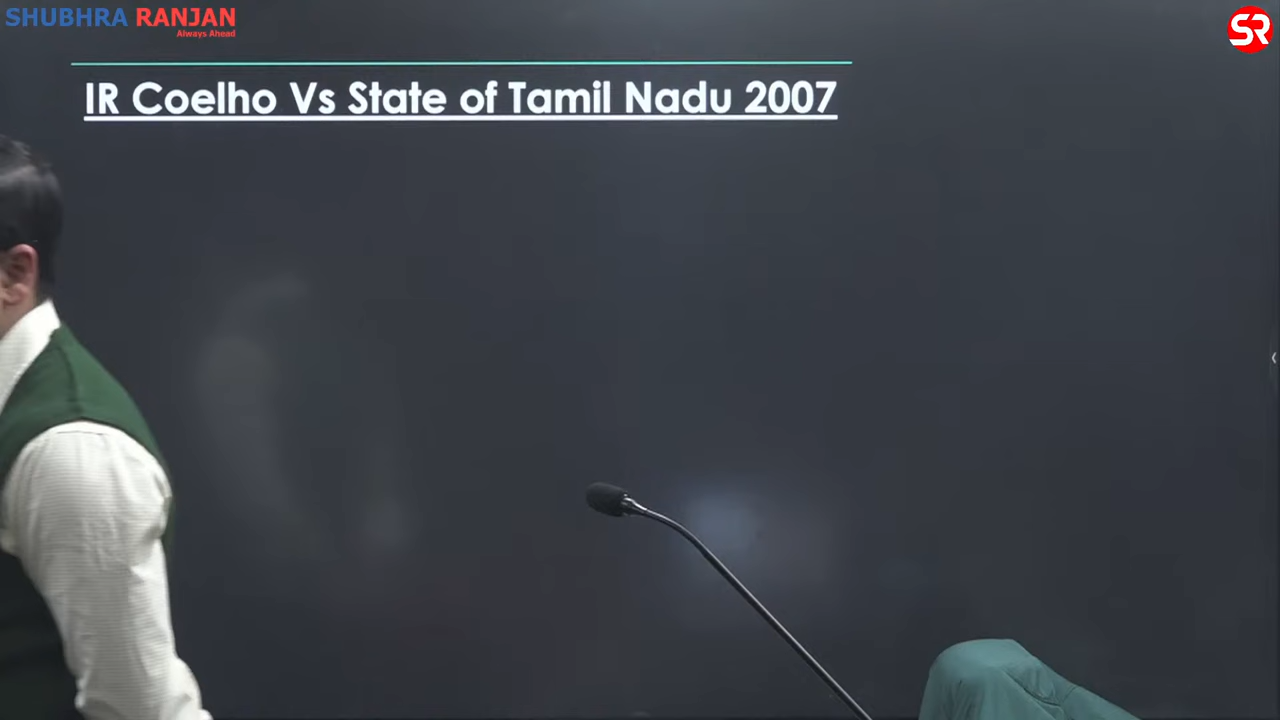 SHUBHRA RANJAN
Always Ahead
SR
IR Coelho Vs State of Tamil Nadu 2007